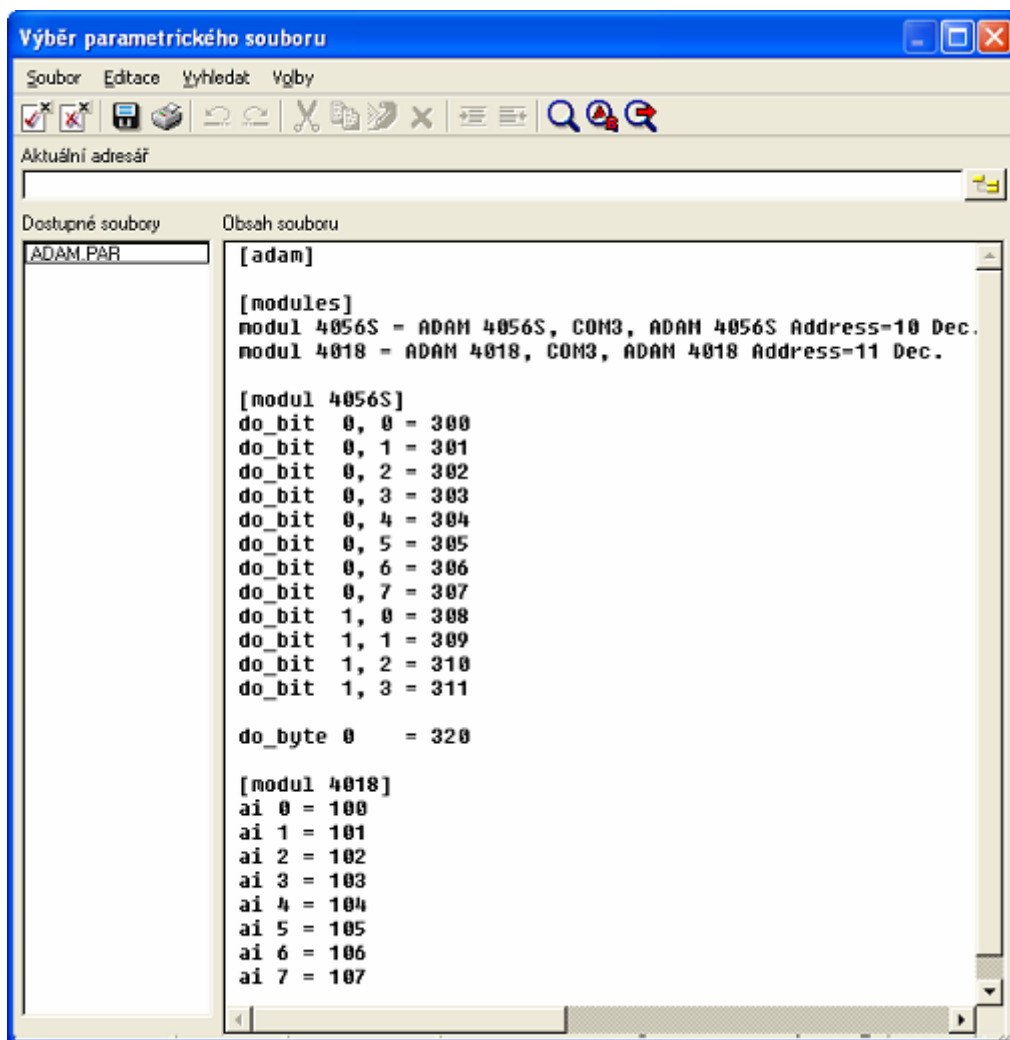 Výběr parametrického souboru
Soubor Editace Vyhledat Volby
Aktuální adresář
Dostupné soubory Obsah souboru
ADAM.PAR
[adam]
[modules]
modul 4056S = ADAM 4056S, COM3, ADAM 4056S Address=10 Dec.
modul 4018 = ADAM 4018, COM3, ADAM 4018 Address=11 Dec.
[modul 4056S]
do_bit 0, 0 = 300
do_bit 0, 1 = 301
do_bit 0, 2 = 302
do_bit 0, 3 = 303
do_bit 0, 4 = 304
do_bit 0, 5 = 305
do_bit 0, 6 = 306
do_bit 0, 7 = 307
do_bit 1, 0 = 308
do_bit 1, 1 = 309
do_bit 1, 2 = 310
do_bit 1, 3 = 311
do_byte 0 = 320
[modul 4018]
ai 0 = 100
ai 1 = 101
ai 2 = 102
ai 3 = 103
ai 4 = 104
ai 5 = 105
ai 6 = 106
ai 7 = 107